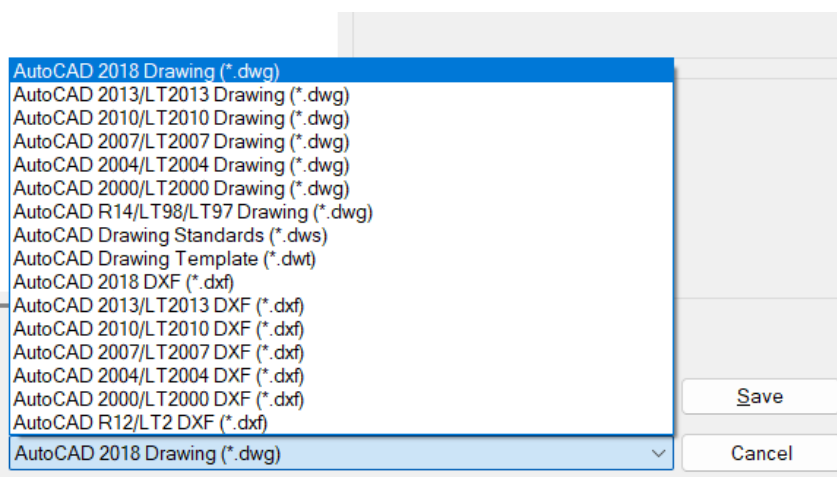 AutoCAD 2018 Drawing (*.dwg)
AutoCAD 2013/LT2013 Drawing (*.dwg)
AutoCAD 2010/LT2010 Drawing (*.dwg)
AutoCAD 2007/LT2007 Drawing (*.dwg)
AutoCAD 2004/LT2004 Drawing (*.dwg)
AutoCAD 2000/LT2000 Drawing (*.dwg)
AutoCAD R14/LT98/LT97 Drawing (*.dwg)
AutoCAD Drawing Standards (*.dws)
AutoCAD Drawing Template (*.dwt)
AutoCAD 2018 DXF (*.dxf)
AutoCAD 2013/LT2013 DXF (*.dxf)
AutoCAD 2010/LT2010 DXF (*.dxf)
AutoCAD 2007/LT2007 DXF (*.dxf)
AutoCAD 2004/LT2004 DXF (*.dxf)
AutoCAD 2000/LT2000 DXF (*.dxf)
AutoCAD R12/LT2 DXF (*.dxf)
Save
AutoCAD 2018 Drawing (*.dwg)
Cancel